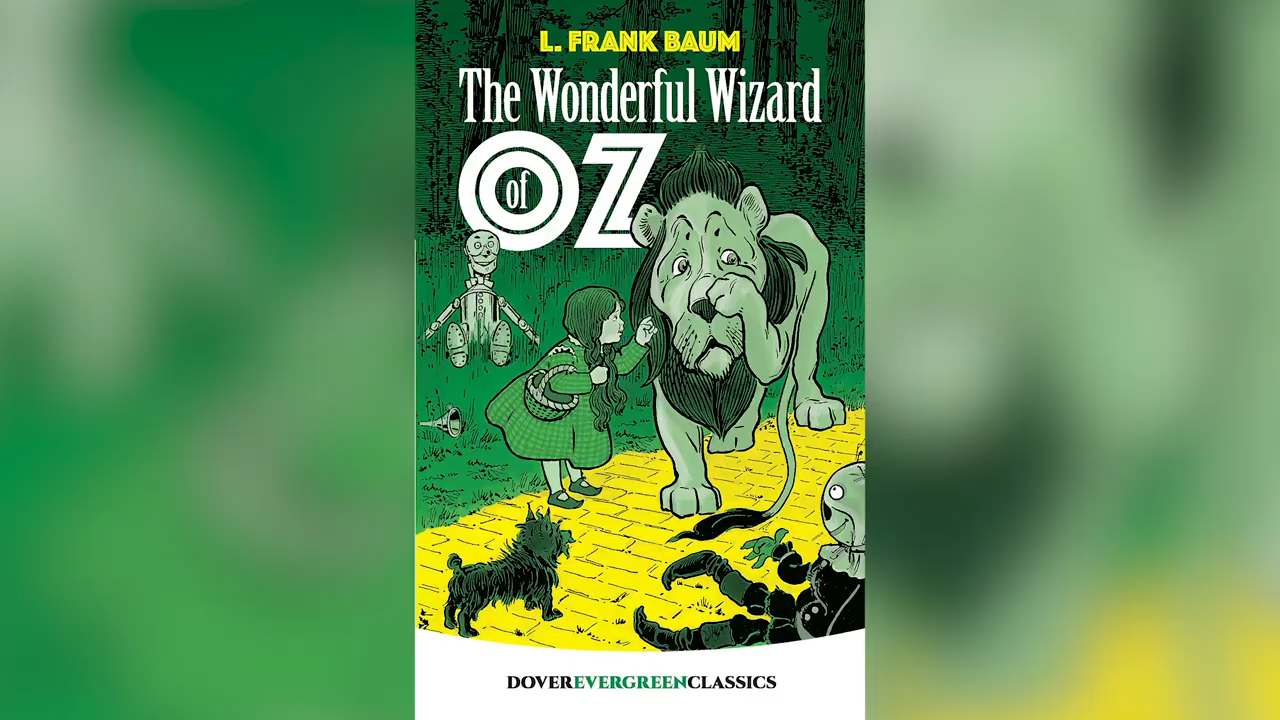 L. FRANK BAUM
The Wonderful Wizard
of OZ
DOVEREVERGREENCLASSICS